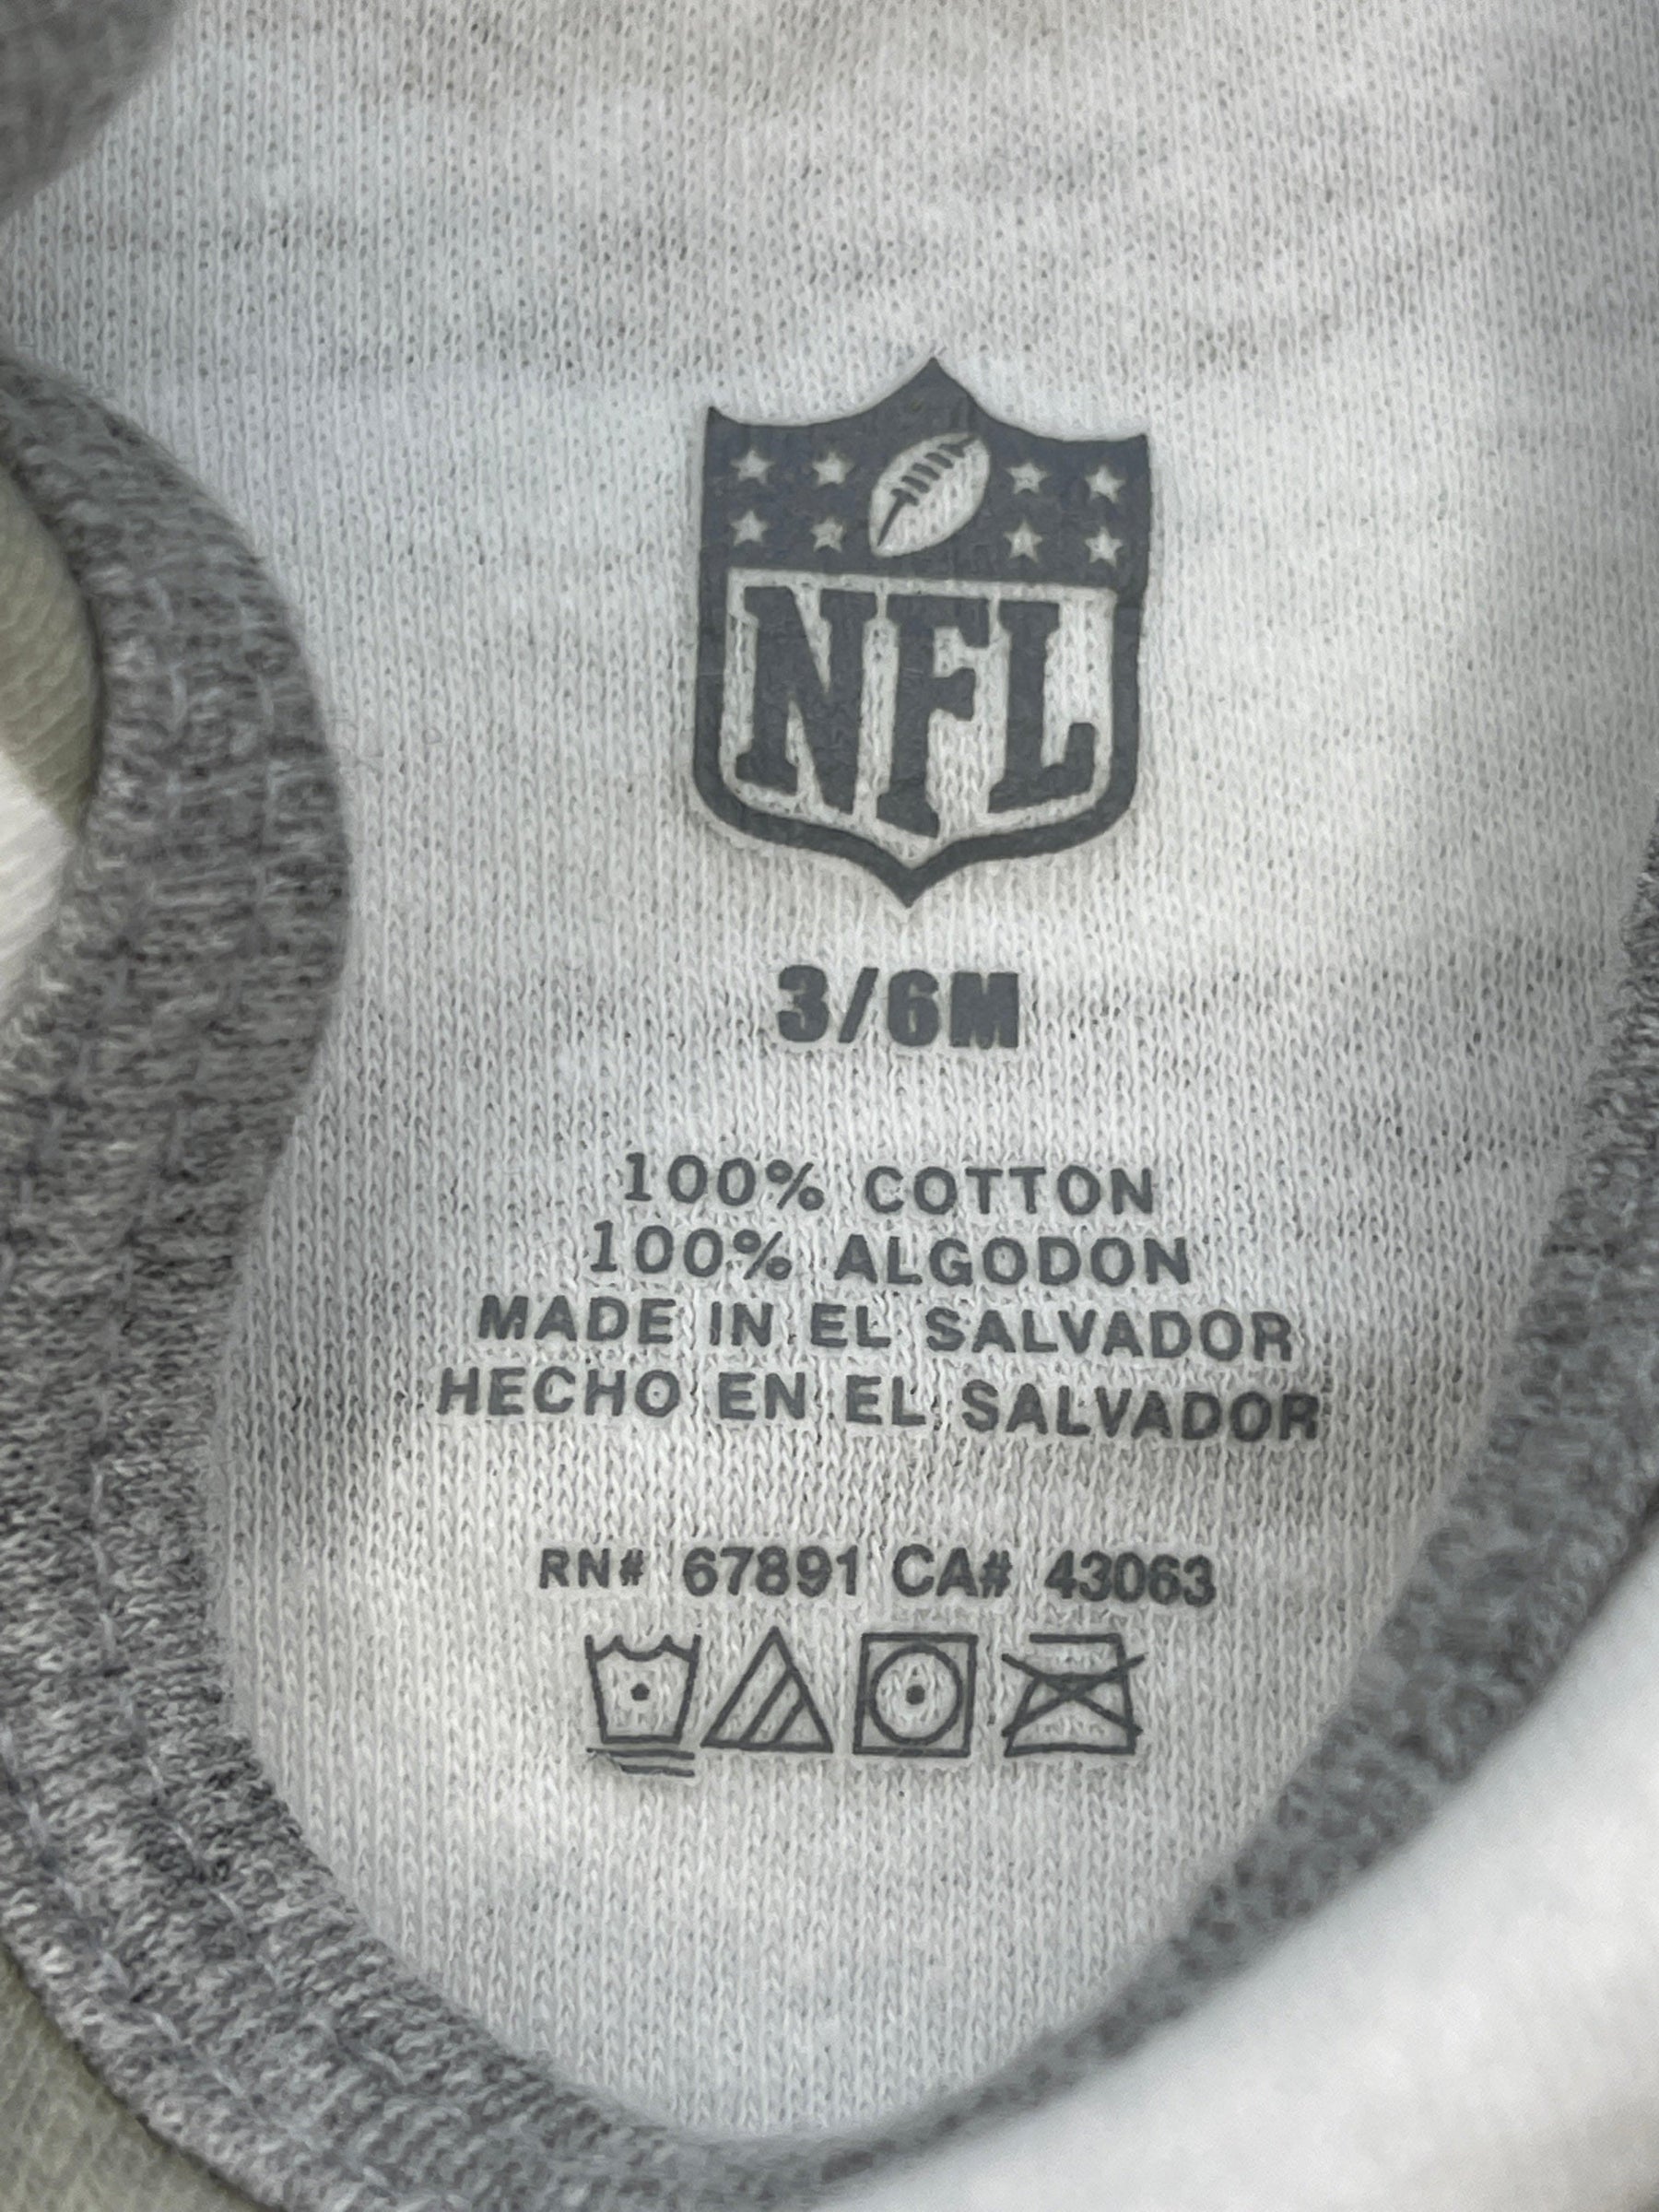 NFL
3/6M
100% COTTON
100% ALGODON
MADE IN EL SALVADOR
HECHO EN EL SALVADOR
RN# 67891 CA# 43063